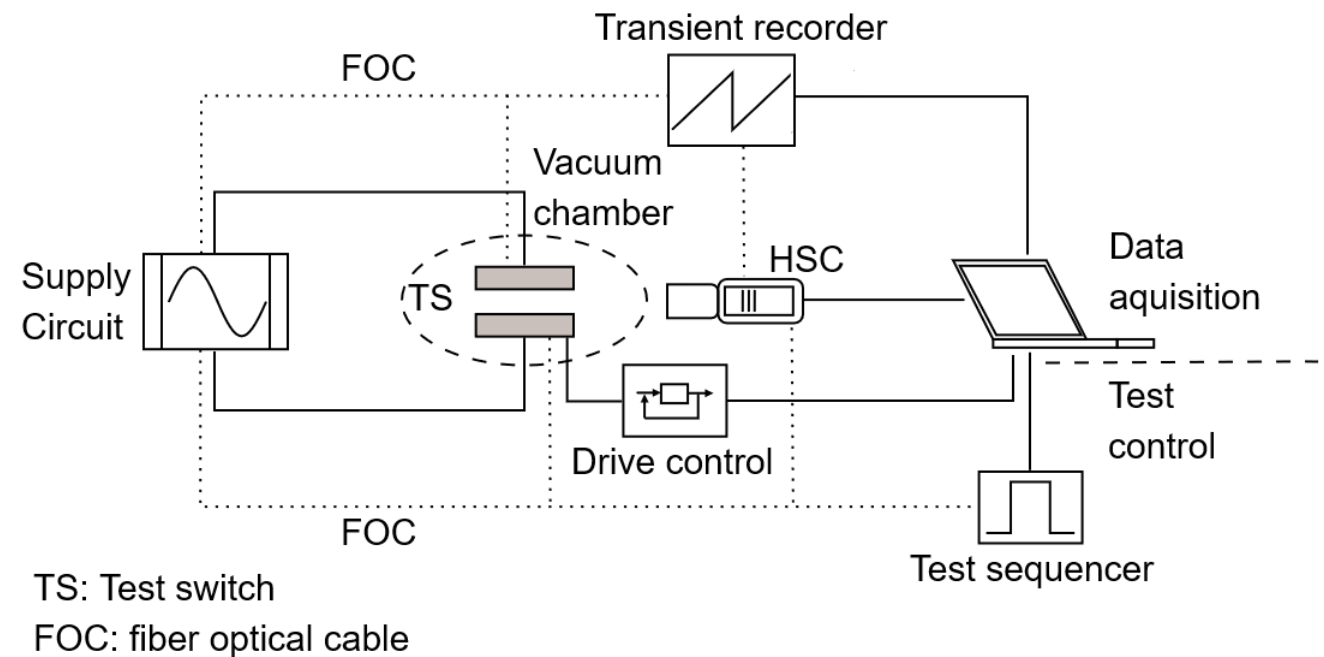 Transient recorder
FOC
Vacuum
chamber
HSC
Supply
Circuit
TS
Data
aquisition
Test
control
Drive control
FOC
Test sequencer
TS: Test switch
FOC: fiber optical cable